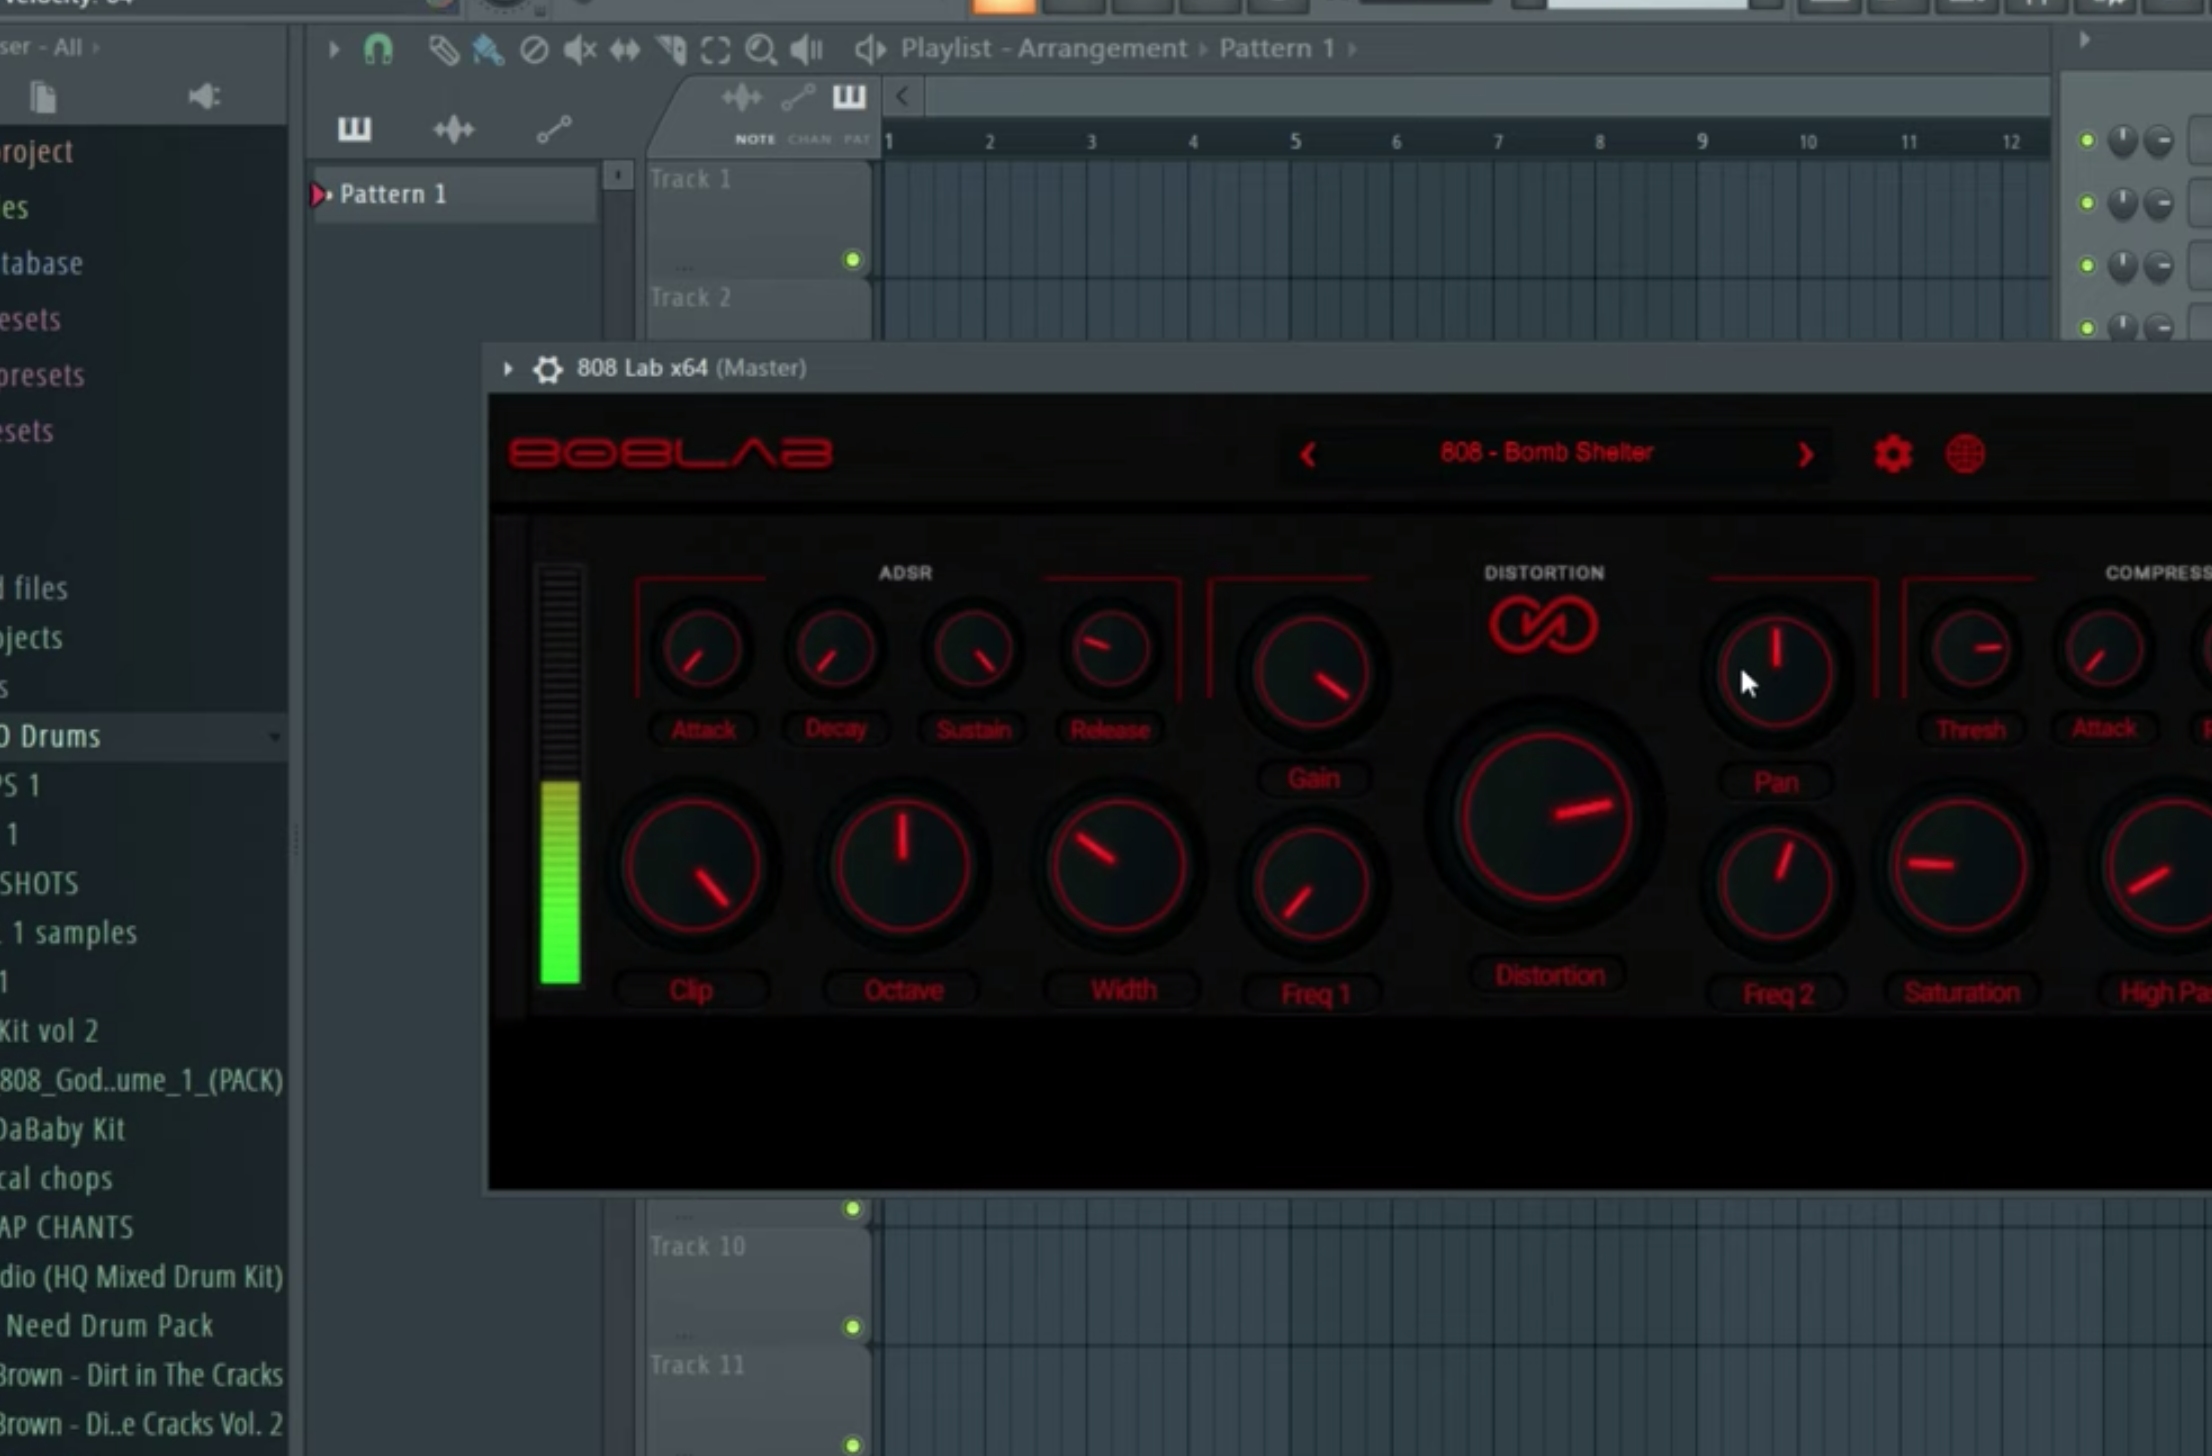 ser - All
Playlist - Arrangement › Pattern 1 ›
NOTE CHAN PAT
1 2 3 4 5 6 7 8 9 10 11 12
Pattern 1
Track 1
Track 2
roject
es
tabase
esets
presets
esets
d files
ojects
s
O Drums
PS 1
1
SHOTS
1 samples
1
Kit vol 2
808_God..ume_1_(PACK)
DaBaby Kit
cal chops
AP CHANTS
dio (HQ Mixed Drum Kit)
Need Drum Pack
Brown - Dirt in The Cracks
Brown - Di..e Cracks Vol. 2
808 Lab x64 (Master)
808LAB
808 - Bomb Shelter
ADSR
DISTORTION
COMPRESS
Attack Decay Sustain Release
Gain
Pan
Thresh Attack
Clip Octave Width
Freq 1
Distortion
Freq 2
Saturation
High Pa
Track 10
Track 11